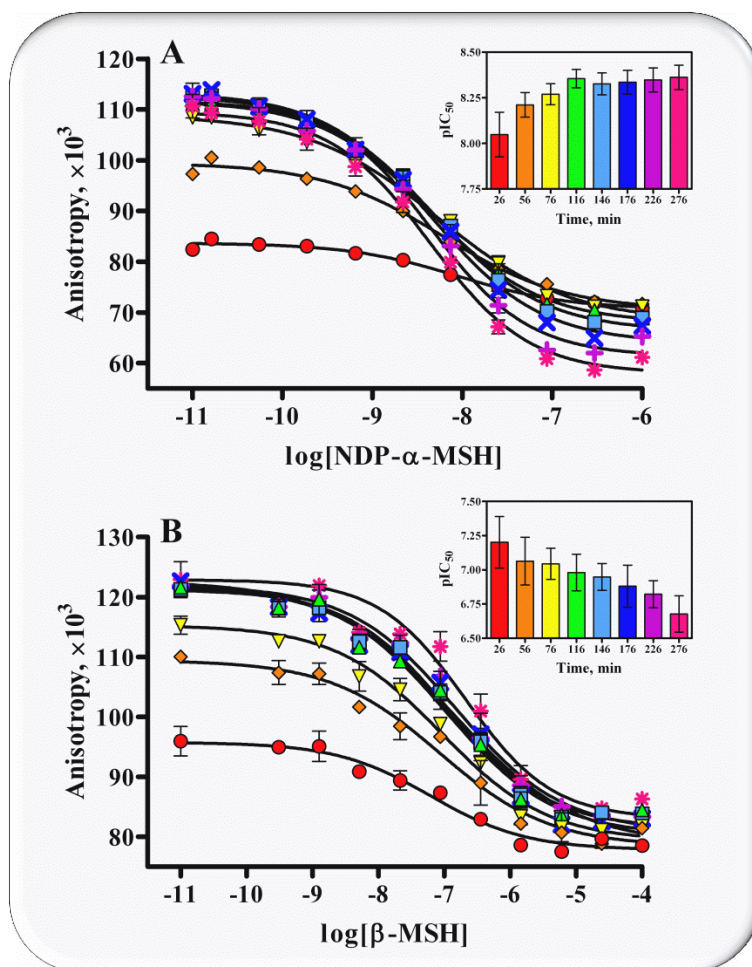 A
120
110
100
90
80
70
60
Anisotropy, ×10³
-11 -10 -9 -8 -7 -6
log[NDP-α-MSH]
8.50
8.25
8.00
7.75
pIC₅₀
26 56 76 116 146 176 226 276
Time, min
B
130
120
110
100
90
80
Anisotropy, ×10³
-11 -10 -9 -8 -7 -6 -5 -4
log[β-MSH]
7.50
7.25
7.00
6.75
6.50
pIC₅₀
26 56 76 116 146 176 226 276
Time, min